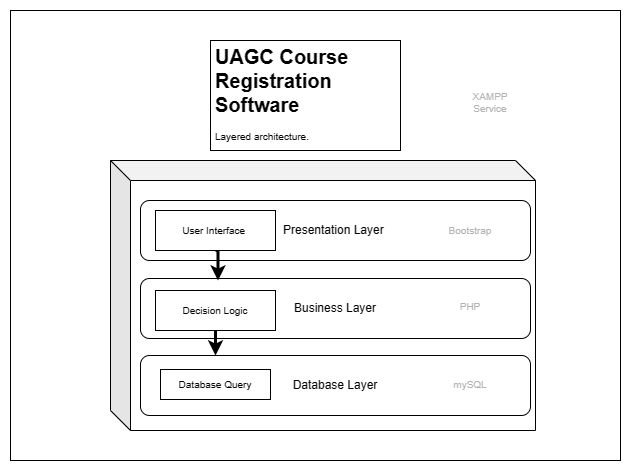 UAGC Course
Registration
Software
Layered architecture.
XAMPP
Service
User Interface
Presentation Layer
Bootstrap
Decision Logic
Business Layer
PHP
Database Query
Database Layer
mySQL